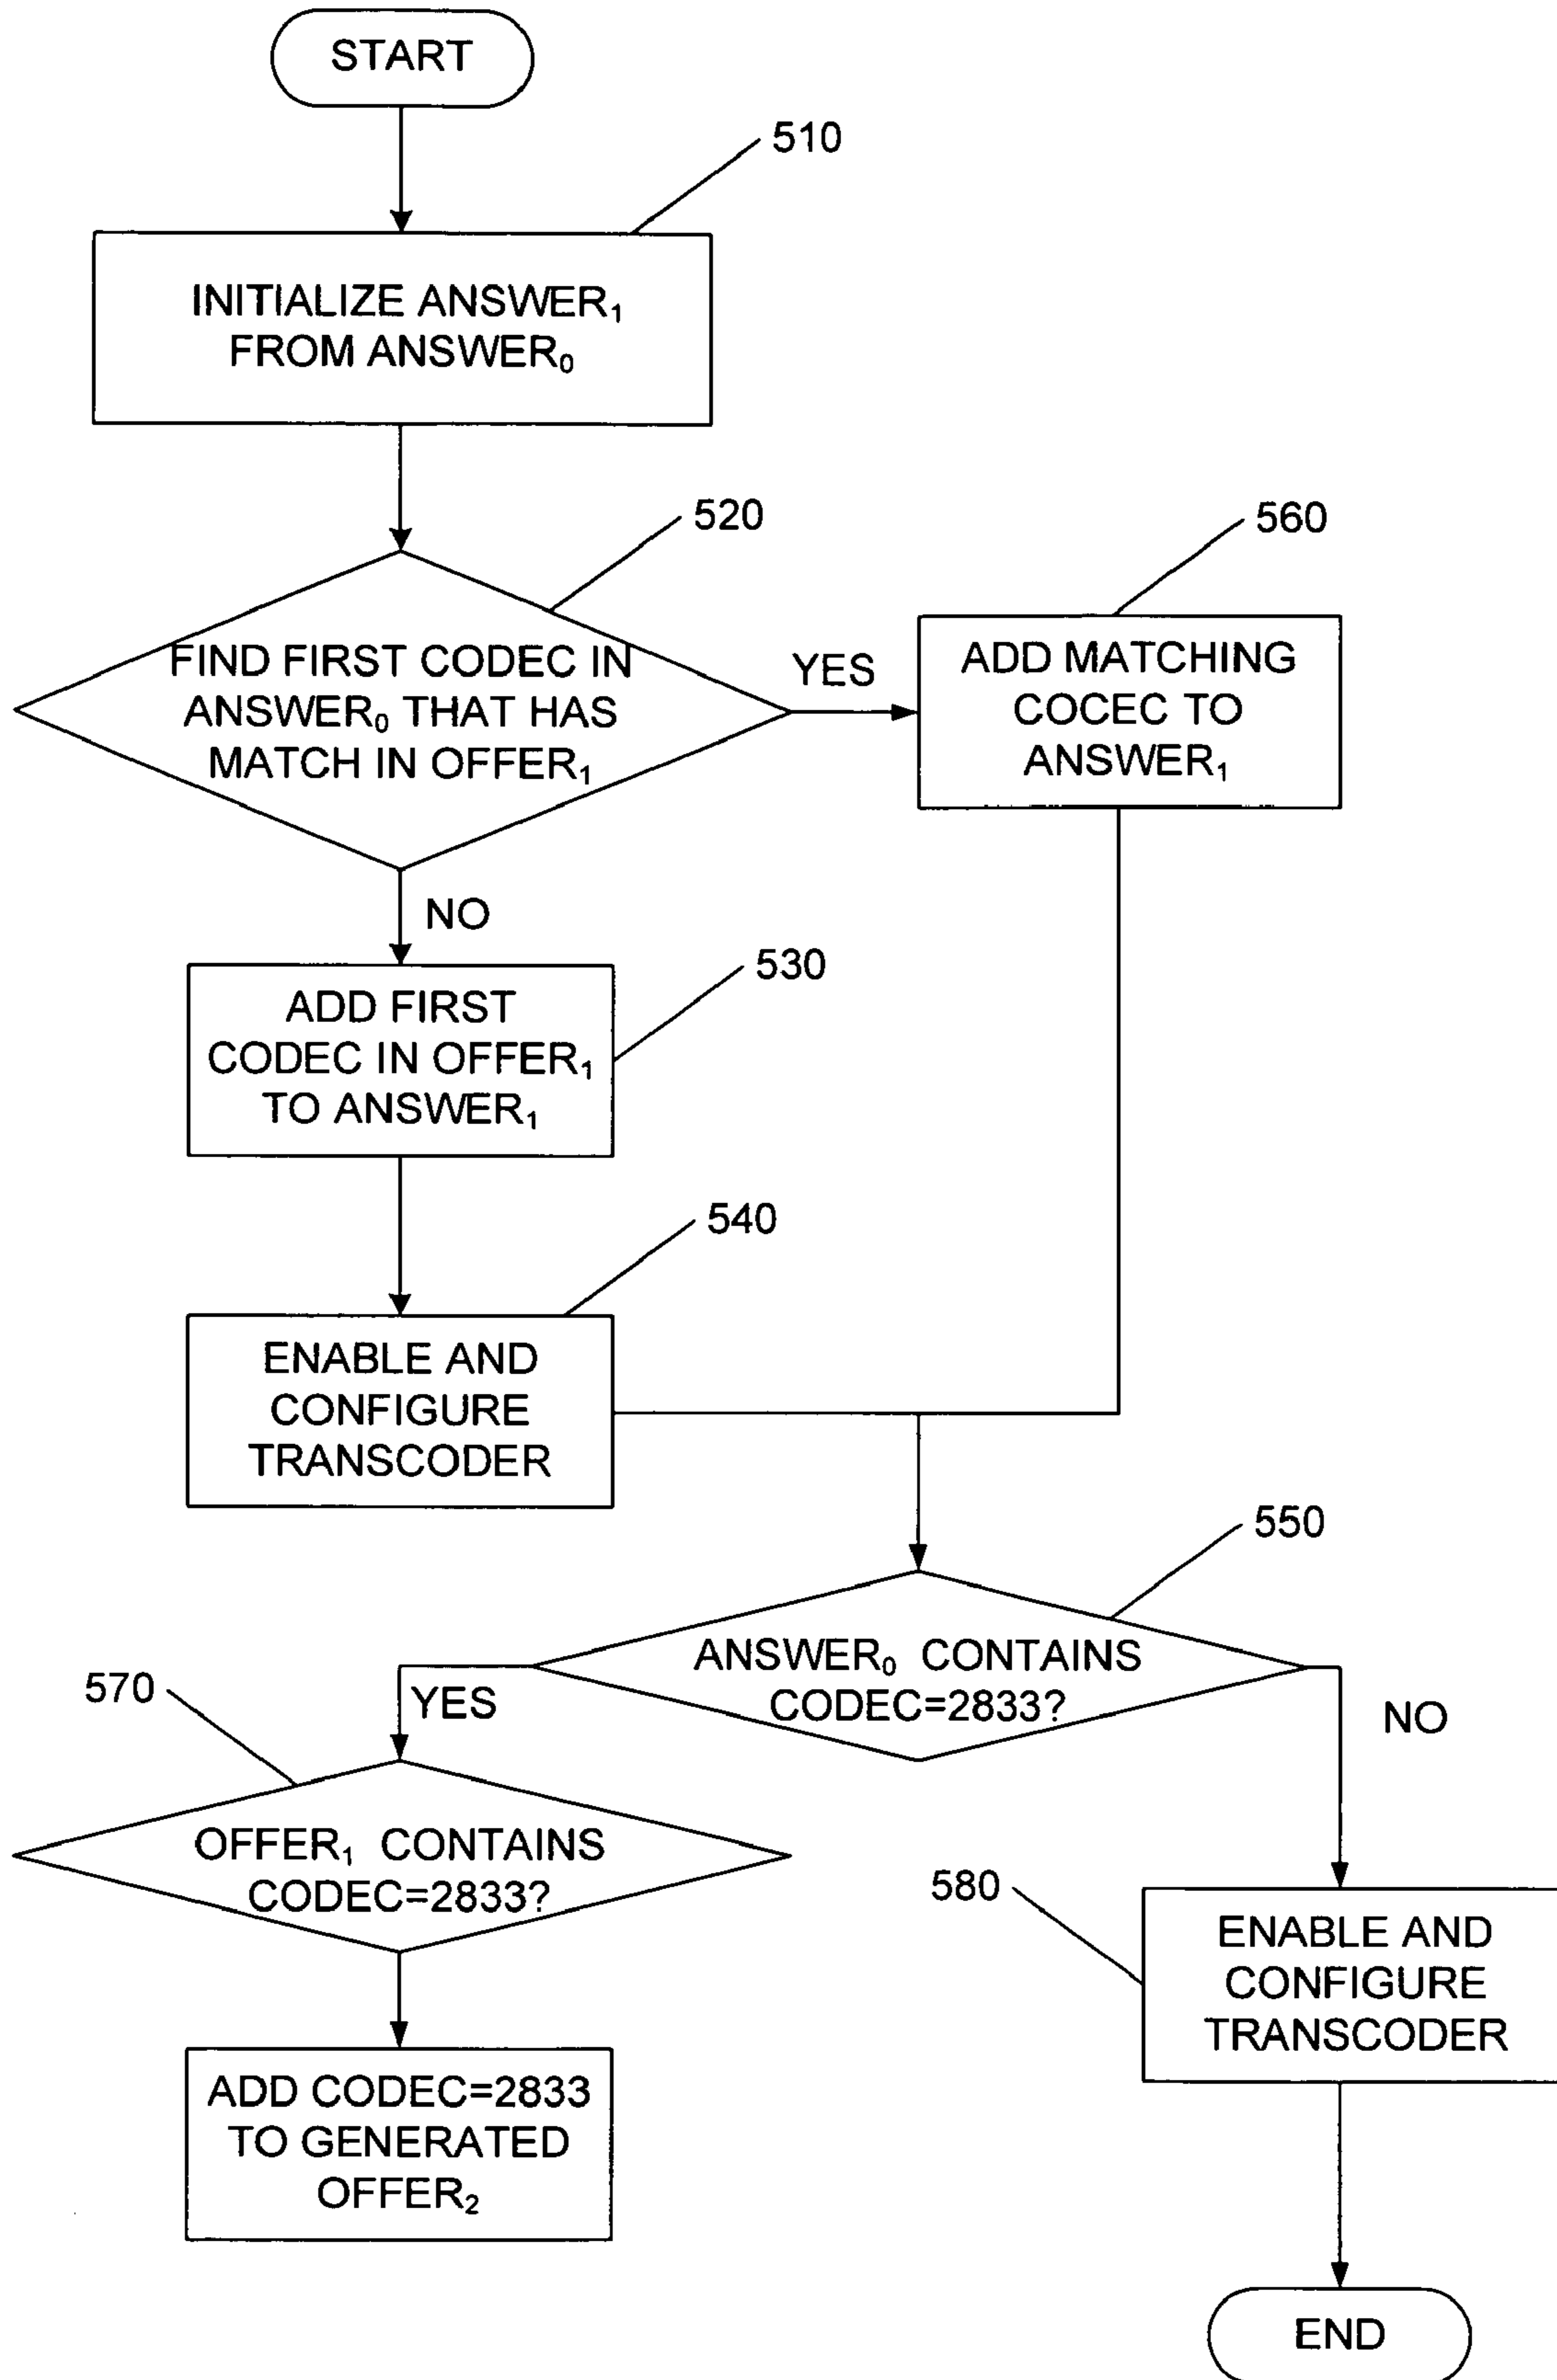 START
510
INITIALIZE ANSWER₁
FROM ANSWER₀
520
560
FIND FIRST CODEC IN
ANSWER₀ THAT HAS
MATCH IN OFFER₁
YES
ADD MATCHING
COCEC TO
ANSWER₁
NO
530
ADD FIRST
CODEC IN OFFER₁
TO ANSWER₁
540
ENABLE AND
CONFIGURE
TRANSCODER
550
ANSWER₀ CONTAINS
CODEC=2833?
570
YES
NO
OFFER₁ CONTAINS
CODEC=2833?
580
ENABLE AND
CONFIGURE
TRANSCODER
ADD CODEC=2833
TO GENERATED
OFFER₂
END